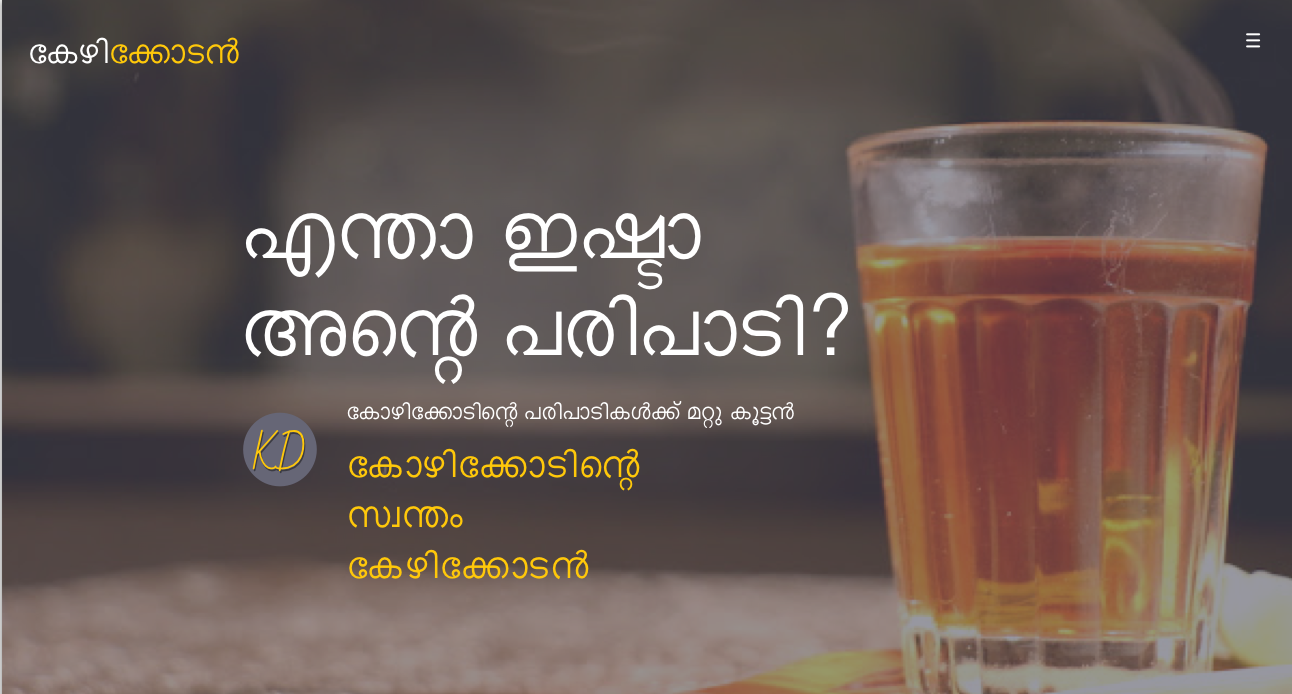 കേഴിക്കോടൻ
എന്താ ഇഷ്ടാ
അന്റെ പരിപാടി?
കോഴിക്കോടിന്റെ പരിപാടികൾക്ക് മറ്റു കൂട്ടൻ
KD
കോഴിക്കോടിന്റെ
സ്വന്തം
കേഴിക്കോടൻ